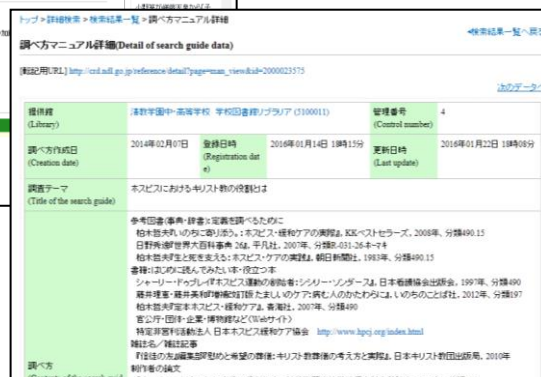 トップ > 詳細検索 > 検索結果一覧 > 調べ方マニュアル詳細
◂検索結果一覧へ戻る
調べ方マニュアル詳細(Detail of search guide data)
[転記用URL] http://crd.ndl.go.jp/reference/detail?page=man_view&id=2000023575
次のデータへ
提供館 湊数学園中・高等学校 学校図書館リブラリア (5100011) 管理番号 4
(Library) (Control number)
調べ方作成日 2014年02月07日 登録日時 2016年01月14日 18時15分 更新日時 2016年01月22日 18時08分
(Creation date) (Registration date) (Last update)
調査テーマ ホスピスにおけるキリスト教の役割とは
(Title of the search guide)
参考図書(事典・辞書):定義を調べるために
柏木哲夫『いのちに寄り添う。:ホスピス・緩和ケアの実際』, KKベストセラーズ, 2008年、分類490.15
日野秀逸『世界大百科事典 26』, 平凡社, 2007年、分類R-031-26ホ-マキ
柏木哲夫『生と死を支える:ホスピス・ケアの実践』, 朝日新聞社, 1983年、分類490.15
書籍:はじめに読んでみたい本・役立つ本
シャーリー・ドゥブレイ『ホスピス運動の創始者:シシリー・ソンダース』, 日本看護協会出版会, 1997年、分類490
藤井理恵・藤井美和『増補改訂版 たましいのケア:病む人のかたわらに』, いのちのことば社, 2012年、分類197
柏木哲夫『定本ホスピス・緩和ケア』, 青海社, 2007年、分類490
官公庁・団体・企業・博物館など(Webサイト)
特定非営利活動法人 日本ホスピス緩和ケア協会 http://www.hpcj.org/index.html
雑誌名/雑誌記事
『信徒の友』編集部『慰めと希望の葬儀:キリスト教葬儀の考え方と実際』, 日本キリスト教団出版局, 2010年
調べ方 制作者の論文